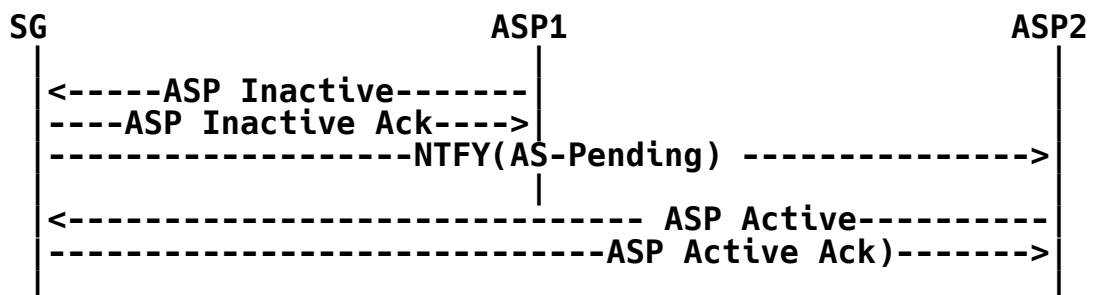 SG                       ASP1                       ASP2
<-----ASP Inactive-------
----ASP Inactive Ack---->
-------------------NTFY(AS-Pending) --------------->
<------------------------------ ASP Active----------
-----------------------------ASP Active Ack)------->